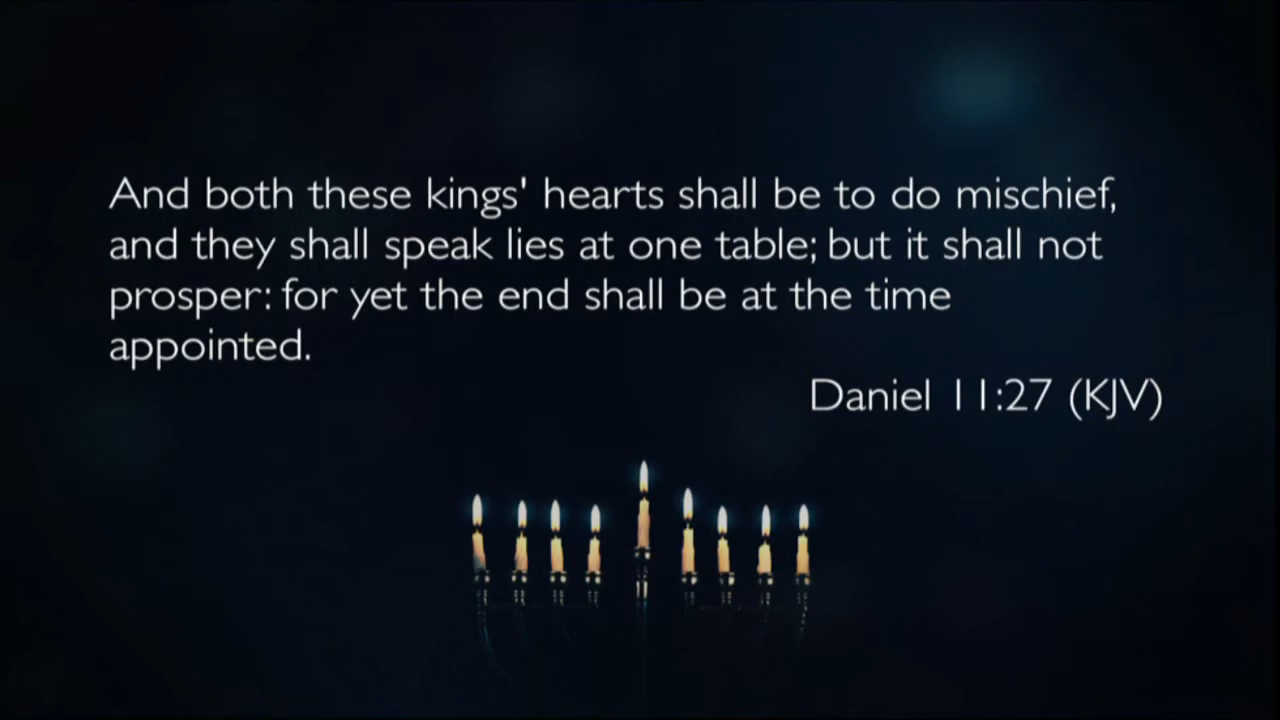 And both these kings' hearts shall be to do mischief,
and they shall speak lies at one table; but it shall not
prosper: for yet the end shall be at the time
appointed.
Daniel 11:27 (KJV)